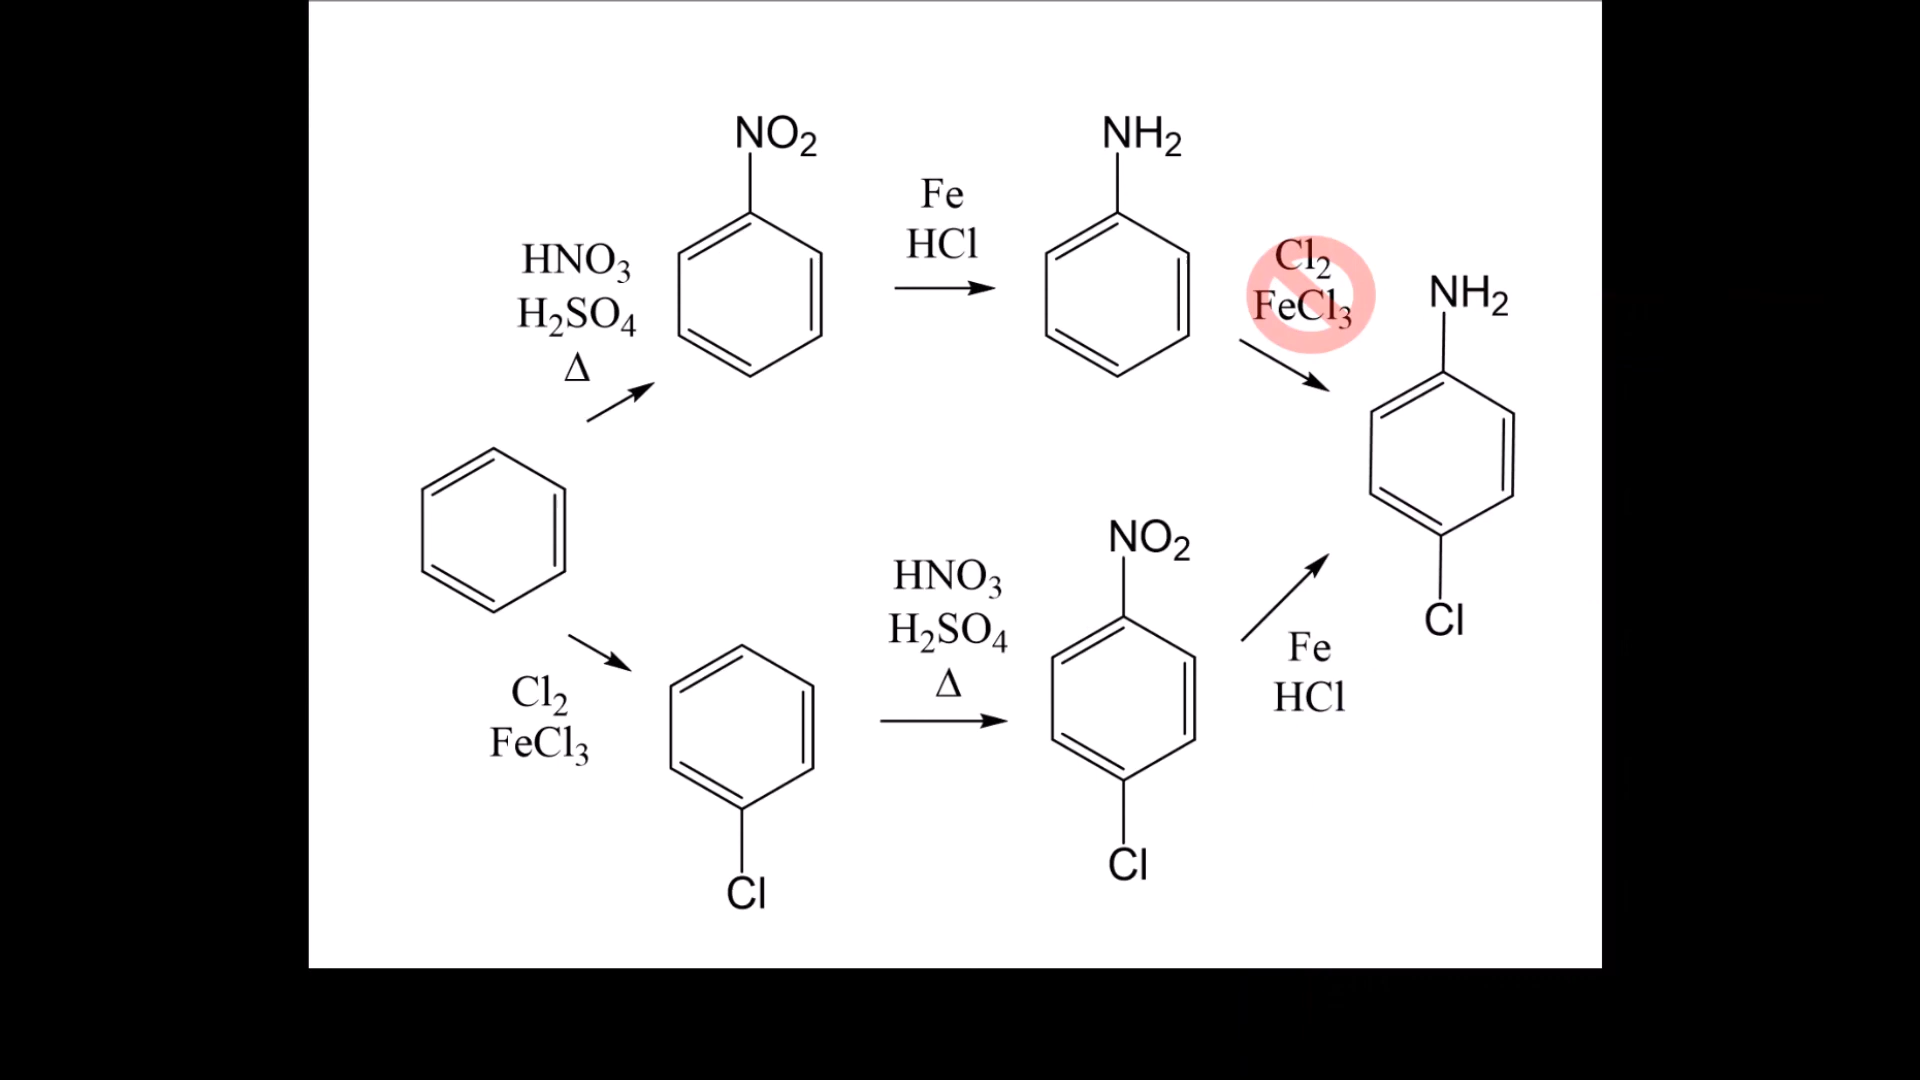 NO₂
NH₂
Fe
HCl
HNO₃
H₂SO₄
Δ
Cl₂
FeCl₃
NH₂
Cl
NO₂
HNO₃
H₂SO₄
Δ
Fe
HCl
Cl₂
FeCl₃
Cl
Cl